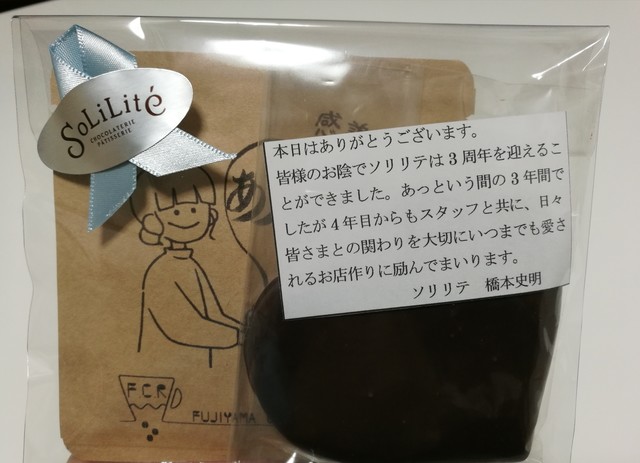 SoLiLité
CHOCOLATERIE
PÂTISSERIE
感
あ
本日はありがとうございます。
皆様のお陰でソリリテは3周年を迎えるこ
とができました。あっという間の3年間で
したが4年目からもスタッフと共に、日々
皆さまとの関わりを大切にいつまでも愛さ
れるお店作りに励んでまいります。
ソリリテ 橋本史明
F.C.R
FUJIYAMA